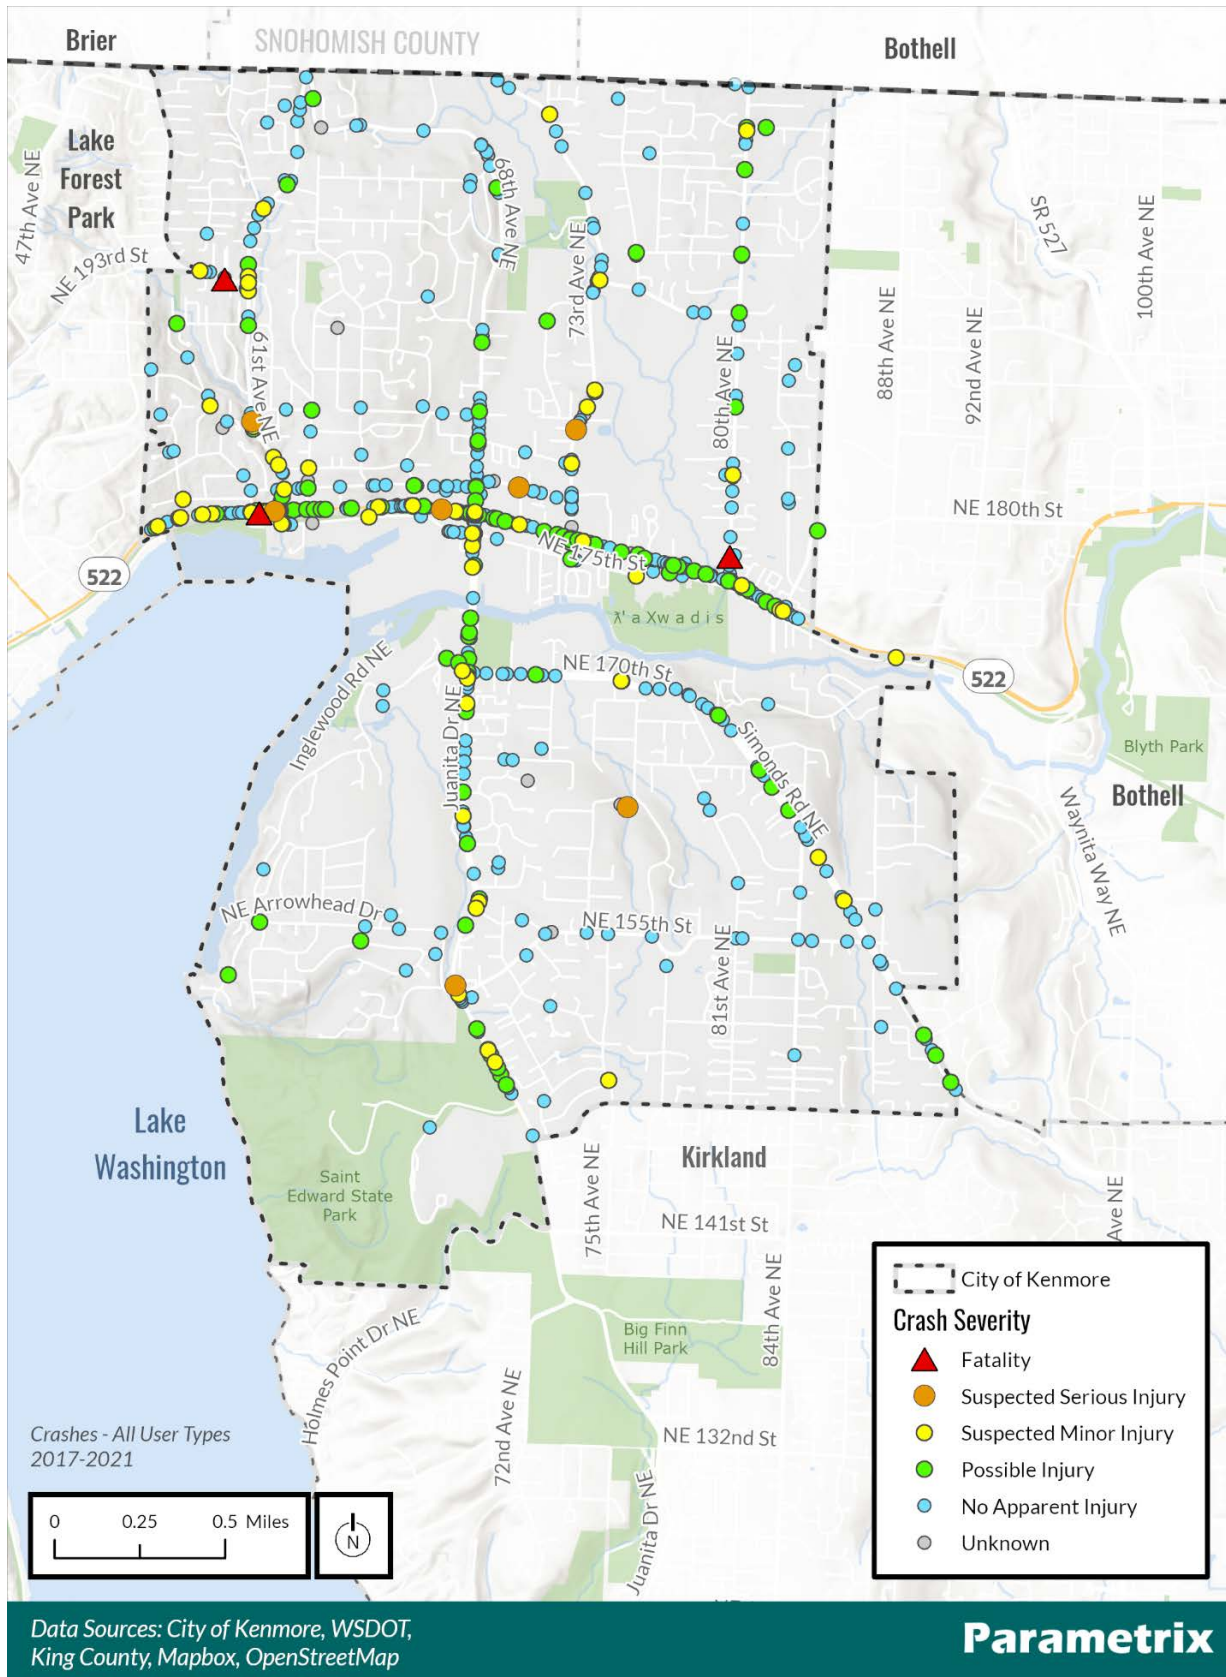 Brier
SNOHOMISH COUNTY
Bothell
Lake
Forest
Park
47th Ave NE
NE 193rd St
61st Ave NE
68th Ave NE
73rd Ave NE
80th Ave NE
88th Ave NE
92nd Ave NE
SR 527
100th Ave NE
NE 180th St
522
NE 175th St
ƛ' a Xw a d i s
522
NE 170th St
Inglewood Rd NE
Juanita Dr NE
Simonds Rd NE
Blyth Park
Bothell
Waynita Way NE
NE Arrowhead Dr
NE 155th St
81st Ave NE
Lake
Washington
Saint
Edward State
Park
Kirkland
75th Ave NE
NE 141st St
84th Ave NE
Ave NE
Big Finn
Hill Park
Holmes Point Dr NE
72nd Ave NE
NE 132nd St
Juanita Dr NE
City of Kenmore
Crash Severity
Fatality
Suspected Serious Injury
Suspected Minor Injury
Possible Injury
No Apparent Injury
Unknown
Crashes - All User Types
2017-2021
0 0.25 0.5 Miles
N
Data Sources: City of Kenmore, WSDOT,
King County, Mapbox, OpenStreetMap
Parametrix